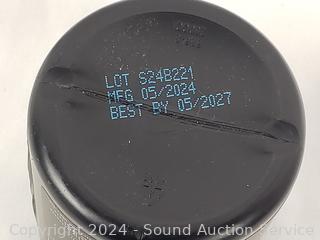 LOT S24B221
MFG 05/2024
BEST BY 05/2027
Copyright 2024 - Sound Auction Service